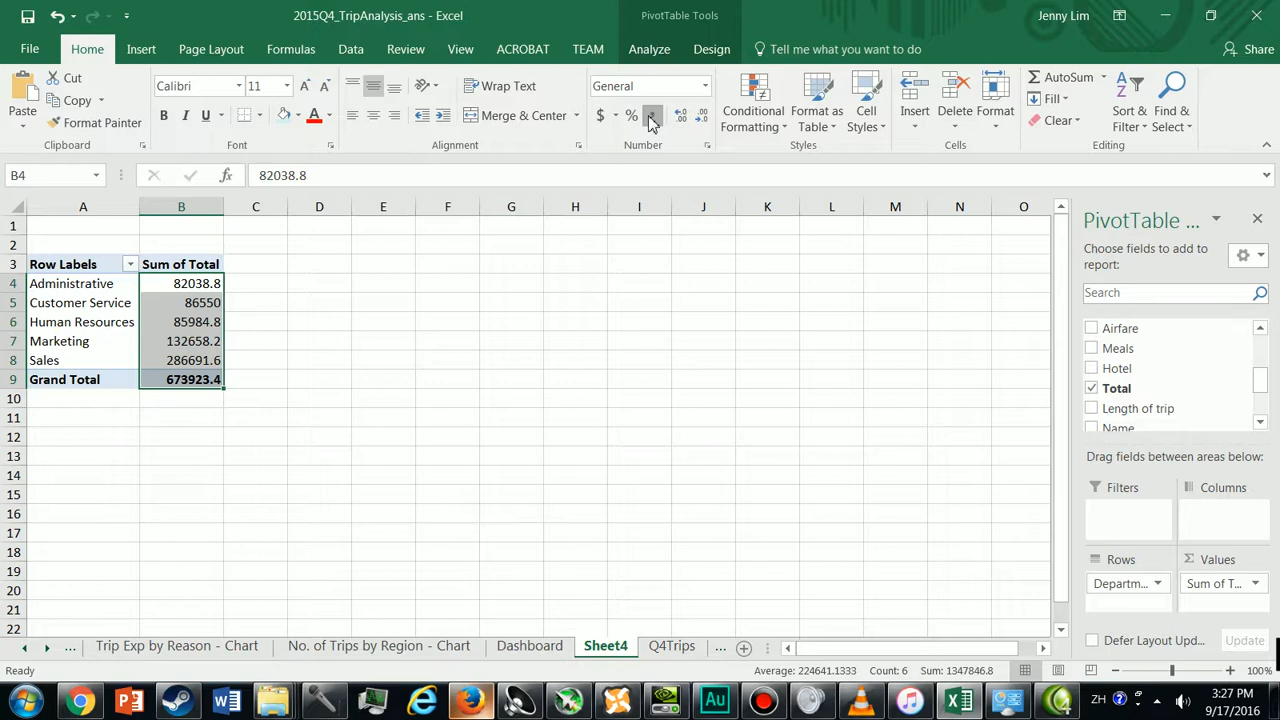 2015Q4_TripAnalysis_ans - Excel
PivotTable Tools
Jenny Lim
File Home Insert Page Layout Formulas Data Review View ACROBAT TEAM Analyze Design Tell me what you want to do Share
Paste
Cut
Copy
Format Painter
Clipboard
Calibri 11
B I U
Font
Wrap Text
Merge & Center
Alignment
General
$ %
Number
Conditional Formatting
Format as Table
Cell Styles
Styles
Insert Delete Format
Cells
AutoSum
Fill
Clear
Sort & Filter
Find & Select
Editing
B4 fx 82038.8
A B C D E F G H I J K L M N O
1
2
3 Row Labels Sum of Total
4 Administrative 82038.8
5 Customer Service 86550
6 Human Resources 85984.8
7 Marketing 132658.2
8 Sales 286691.6
9 Grand Total 673923.4
10
11
12
13
14
15
16
17
18
19
20
21
22
PivotTable ...
Choose fields to add to report:
Search
Airfare
Meals
Hotel
Total
Length of trip
Name
Drag fields between areas below:
Filters Columns
Rows Values
Departm... Sum of T...
Defer Layout Upd... Update
... Trip Exp by Reason - Chart No. of Trips by Region - Chart Dashboard Sheet4 Q4Trips ...
Ready Average: 224641.1333 Count: 6 Sum: 1347846.8 100%
ZH
3:27 PM
9/17/2016